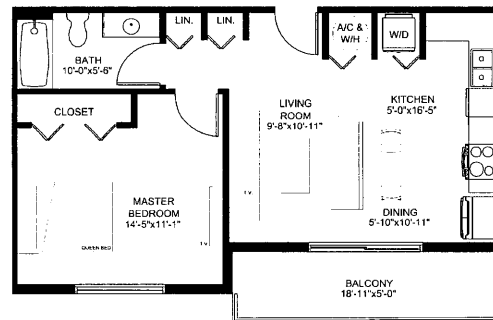 LIN.
LIN.
A/C &
W/H
W/D
BATH
10'-0"x5'-6"
CLOSET
LIVING
ROOM
9'-8"x10'-11"
KITCHEN
5'-0"x16'-5"
MASTER
BEDROOM
14'-5"x11'-1"
T.V.
DINING
5'-10"x10'-11"
QUEEN BED
T.V.
BALCONY
18'-11"x5'-0"